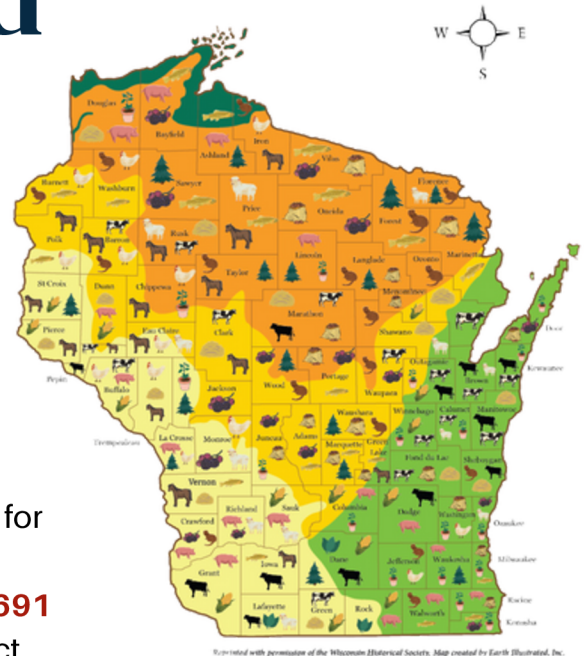 d
W E
S
Douglas
Bayfield
Ashland
Iron
Vilas
Florence
Barnett
Washburn
Sawyer
Price
Oneida
Forest
Polk
Barron
Rusk
Lincoln
Langlade
Oconto
Marinette
St Croix
Dunn
Chippewa
Taylor
Menominee
Pierce
Eau Claire
Clark
Marathon
Shawano
Door
Pepin
Buffalo
Jackson
Wood
Portage
Waupaca
Outagamie
Brown
Kewaunee
Trempealeau
La Crosse
Monroe
Juneau
Adams
Waushara
Marquette
Green
Lake
Winnebago
Calumet
Manitowoc
Vernon
Fond du Lac
Sheboygan
Crawford
Richland
Sauk
Columbia
Dodge
Washington
Ozaukee
for
Grant
Iowa
Dane
Jefferson
Waukesha
Milwaukee
691
Lafayette
Green
Rock
Walworth
Racine
Kenosha
ct
Reprinted with permission of the Wisconsin Historical Society. Map created by Earth Illustrated, Inc.